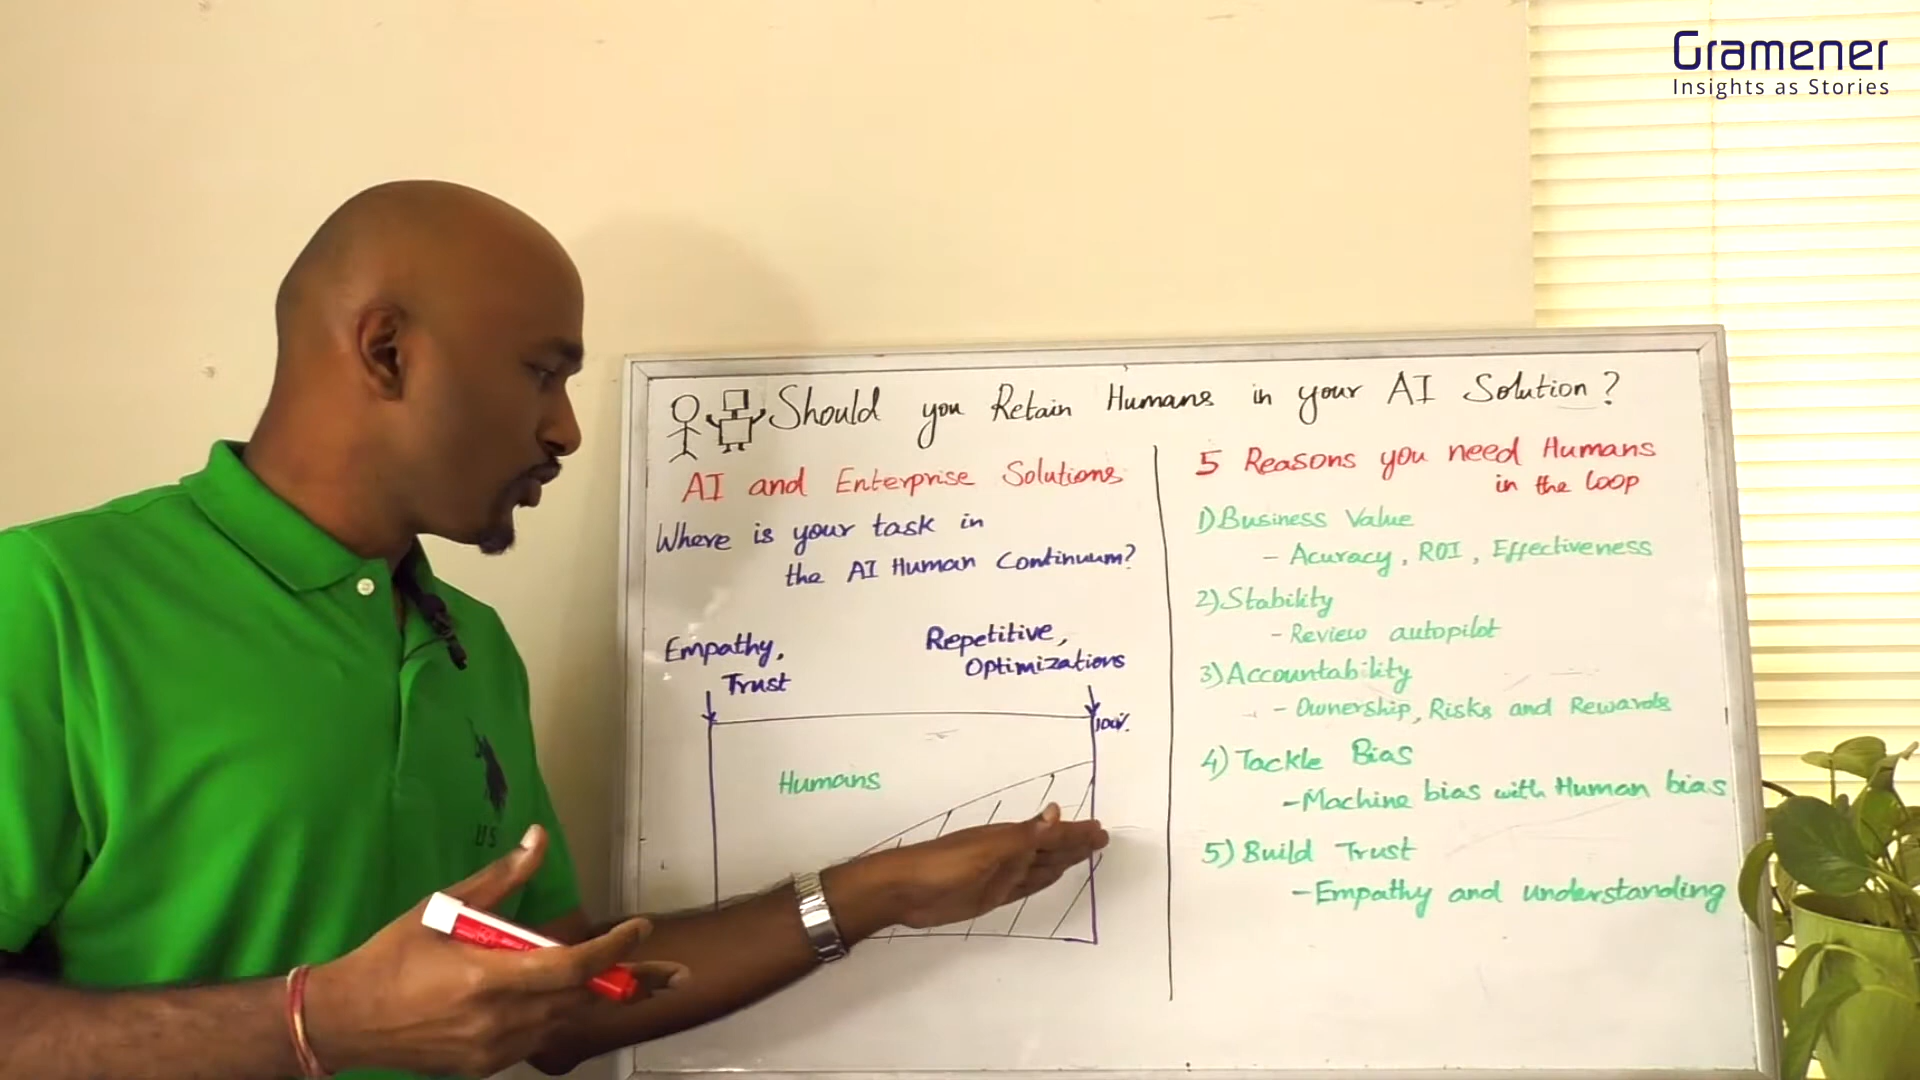 Gramener
Insights as Stories
Should you Retain Humans in your AI Solution?
AI and Enterprise Solutions
Where is your task in
the AI Human Continuum?
Empathy,
Trust
Repetitive,
Optimizations
100%
Humans
5 Reasons you need Humans
in the loop
1) Business Value
- Acuracy, ROI, Effectiveness
2) Stability
- Review autopilot
3) Accountability
- Ownership, Risks and Rewards
4) Tackle Bias
- Machine bias with Human bias
5) Build Trust
- Empathy and understanding
US